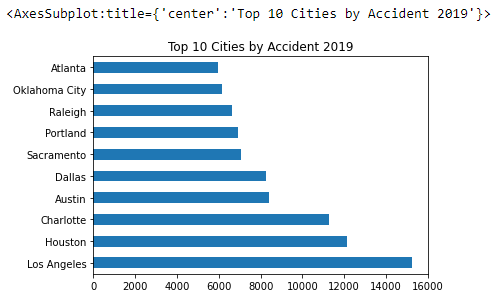 <AxesSubplot:title={'center':'Top 10 Cities by Accident 2019'}>
Top 10 Cities by Accident 2019
Atlanta
Oklahoma City
Raleigh
Portland
Sacramento
Dallas
Austin
Charlotte
Houston
Los Angeles
0 2000 4000 6000 8000 10000 12000 14000 16000